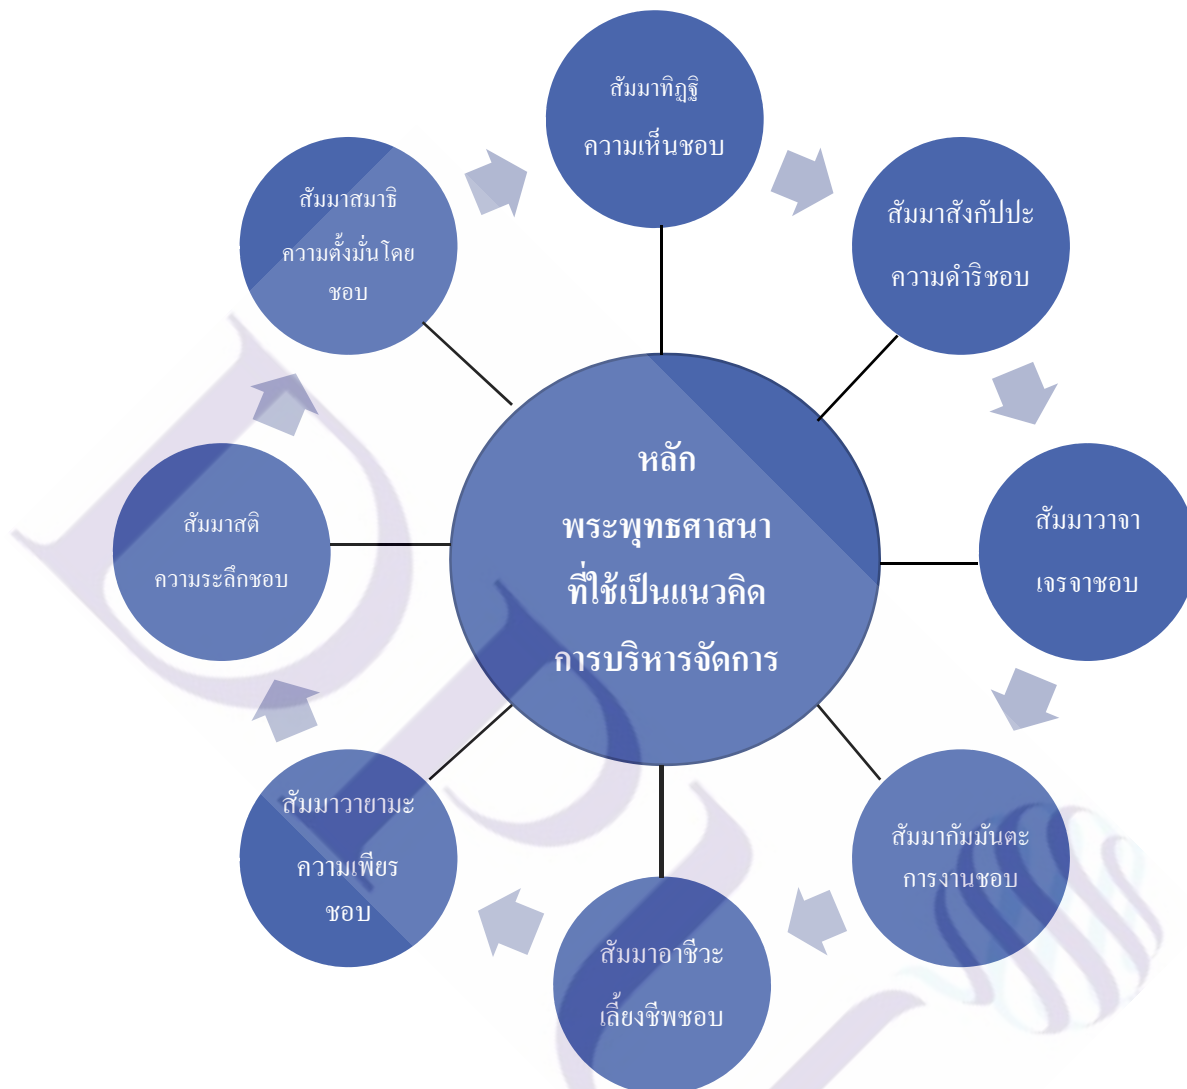 สัมมาทิฏฐิ
ความเห็นชอบ
สัมมาสังกัปปะ
ความดำริชอบ
สัมมาวาจา
เจรจาชอบ
สัมมากัมมันตะ
การงานชอบ
สัมมาอาชีวะ
เลี้ยงชีพชอบ
สัมมาวายามะ
ความเพียร
ชอบ
สัมมาสติ
ความระลึกชอบ
สัมมาสมาธิ
ความตั้งมั่นโดย
ชอบ
หลัก
พระพุทธศาสนา
ที่ใช้เป็นแนวคิด
การบริหารจัดการ